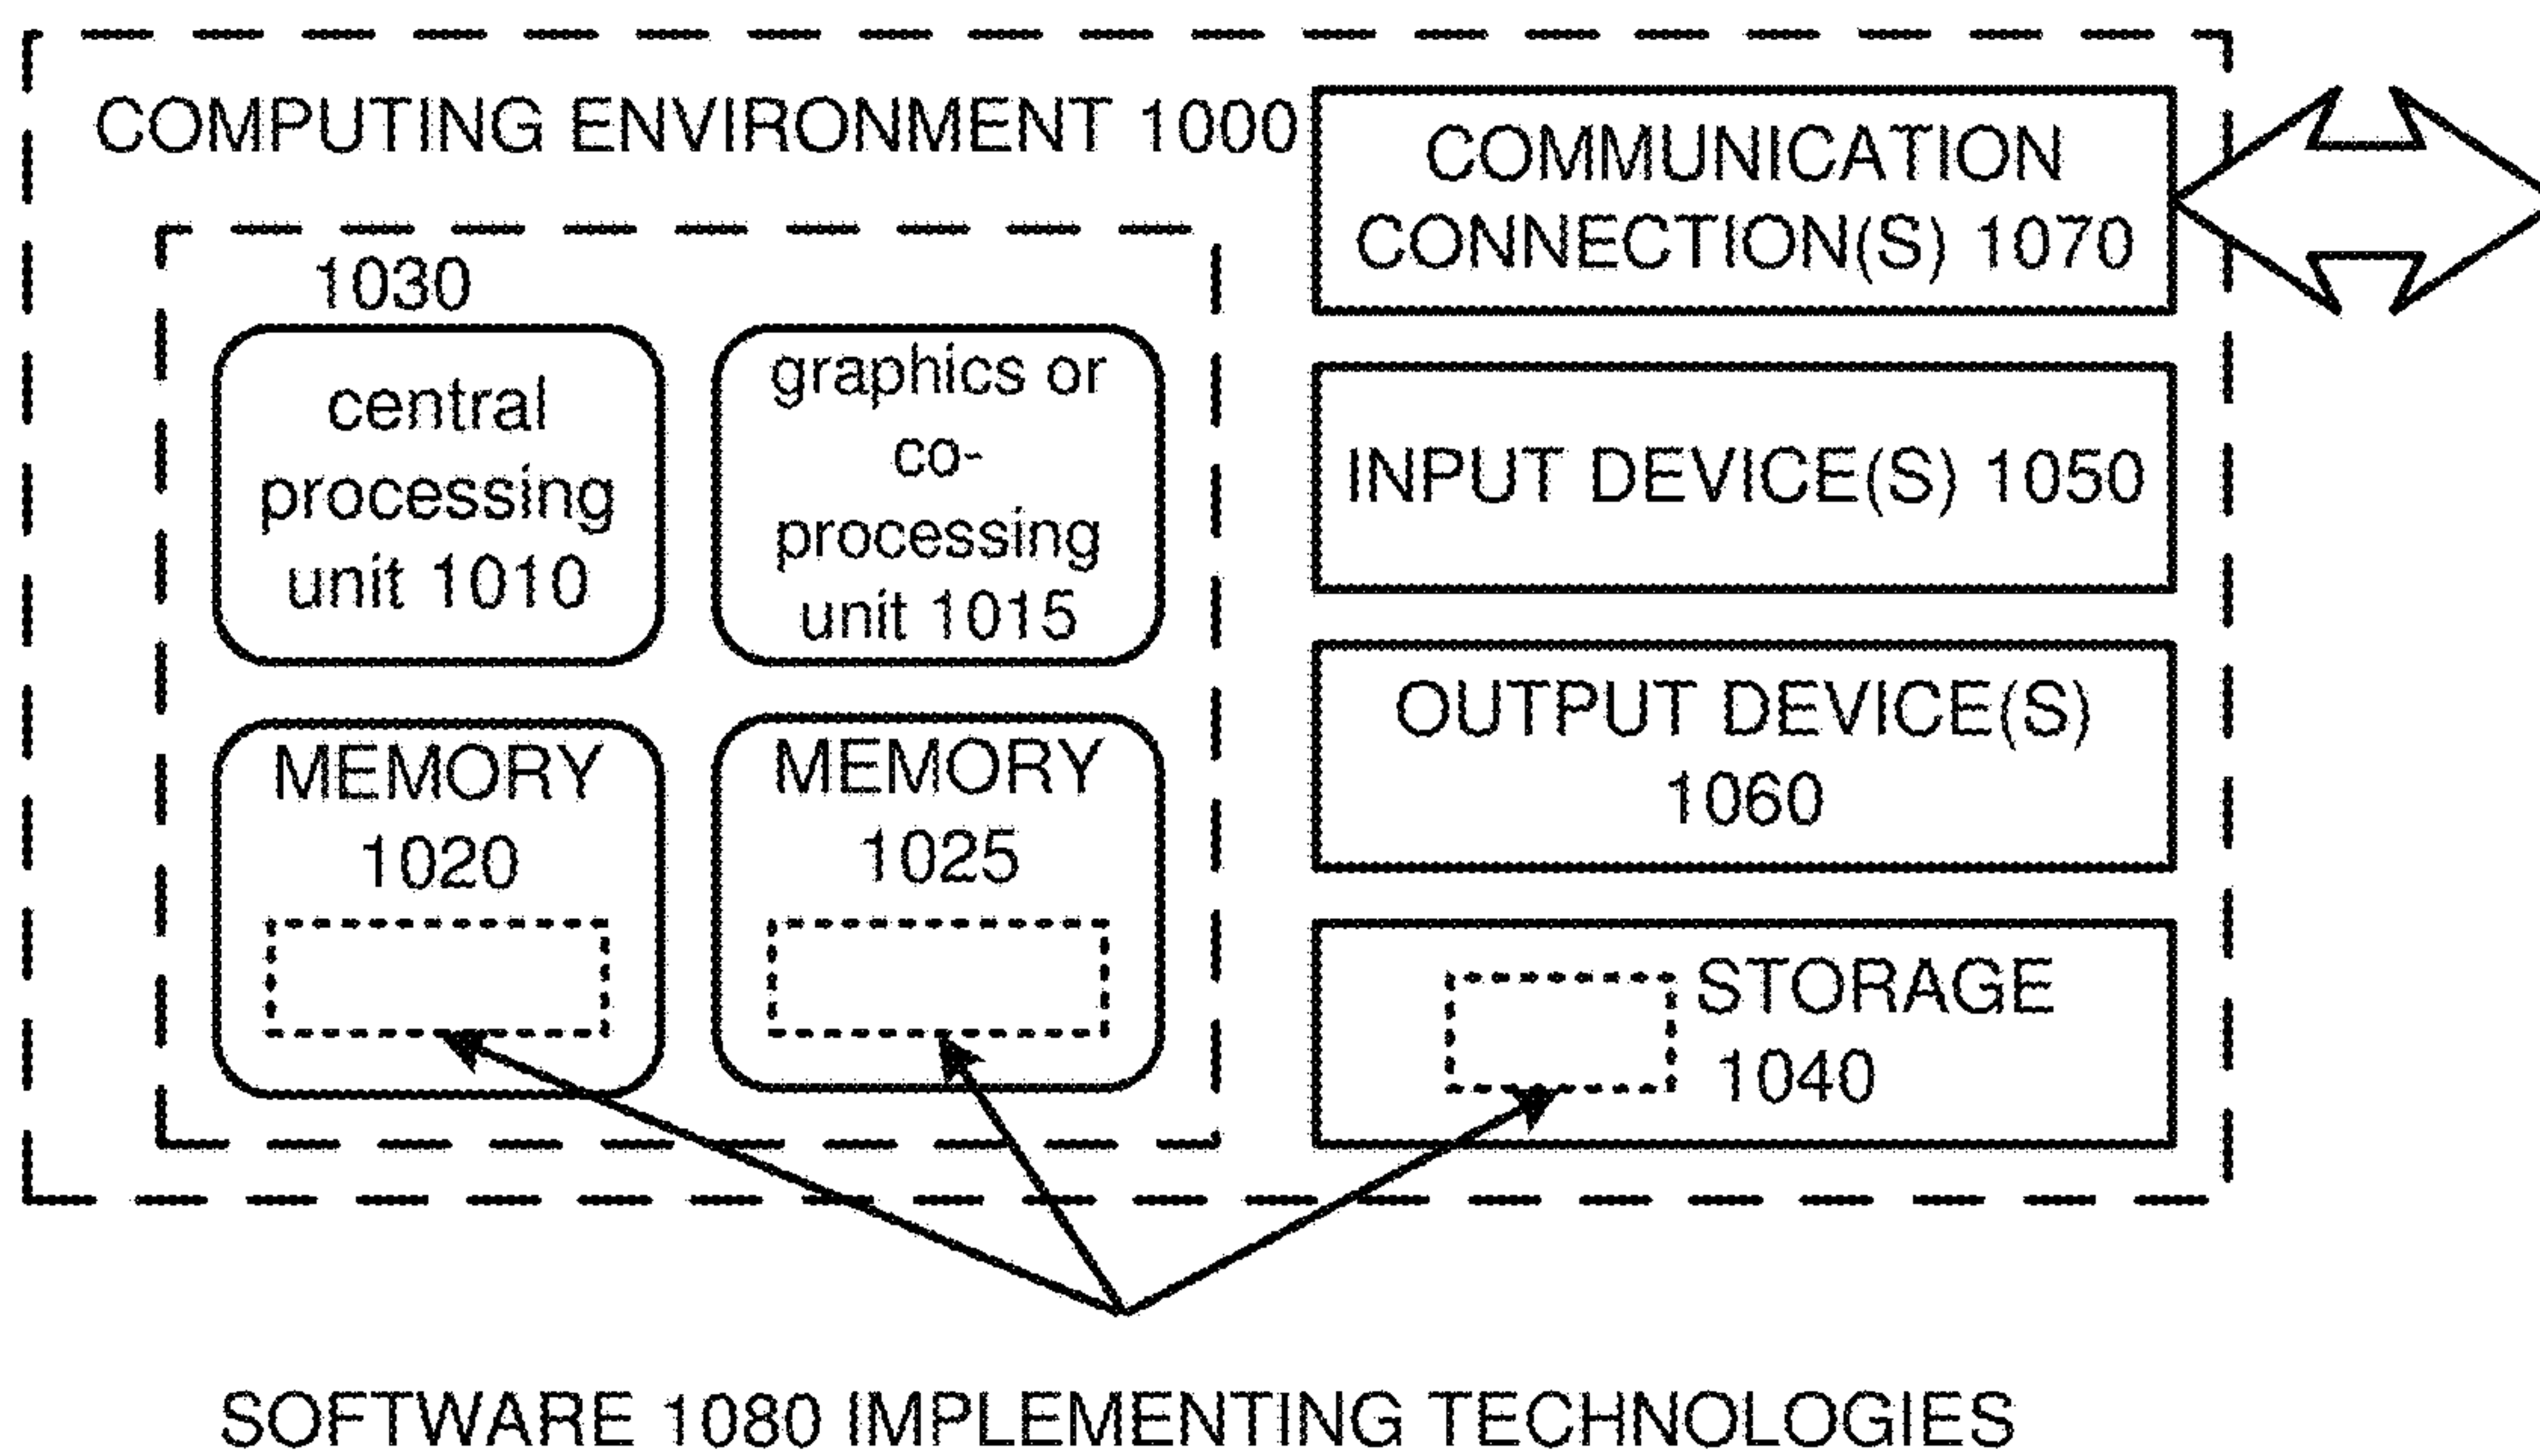 COMPUTING ENVIRONMENT 1000
1030
central
processing
unit 1010
graphics or
co-
processing
unit 1015
MEMORY
1020
MEMORY
1025
COMMUNICATION
CONNECTION(S) 1070
INPUT DEVICE(S) 1050
OUTPUT DEVICE(S)
1060
STORAGE
1040
SOFTWARE 1080 IMPLEMENTING TECHNOLOGIES